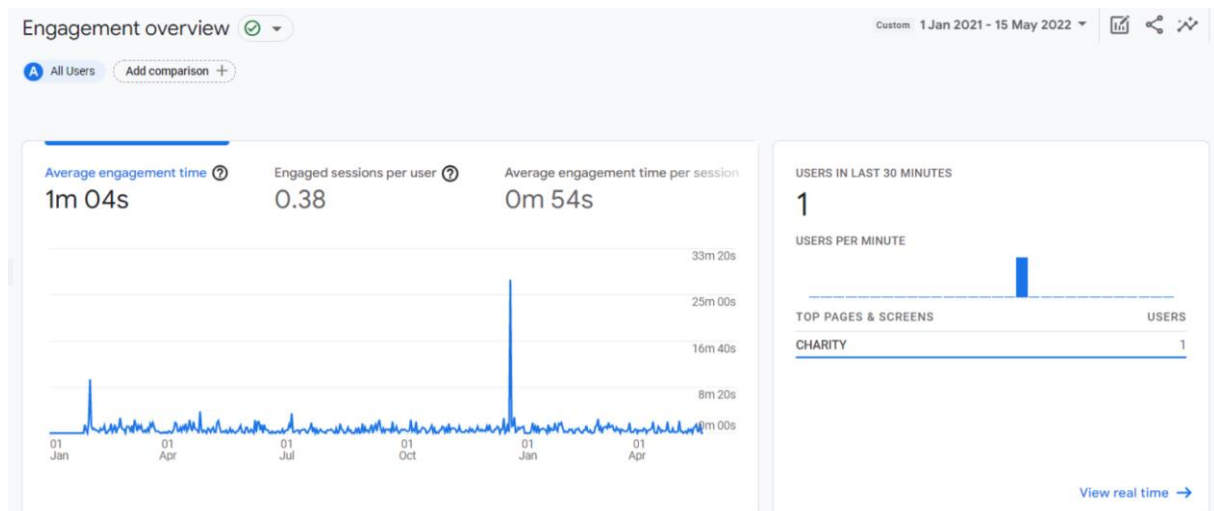 Engagement overview
Custom 1 Jan 2021 - 15 May 2022
A All Users Add comparison +
Average engagement time
1m 04s
Engaged sessions per user
0.38
Average engagement time per session
0m 54s
33m 20s
25m 00s
16m 40s
8m 20s
0m 00s
01 Jan
01 Apr
01 Jul
01 Oct
01 Jan
01 Apr
USERS IN LAST 30 MINUTES
1
USERS PER MINUTE
TOP PAGES & SCREENS USERS
CHARITY 1
View real time →